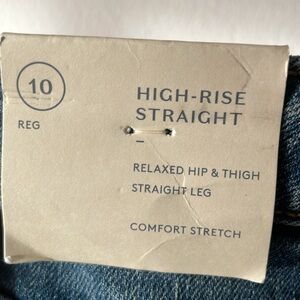 10
REG
HIGH-RISE
STRAIGHT
–
RELAXED HIP & THIGH
STRAIGHT LEG
COMFORT STRETCH